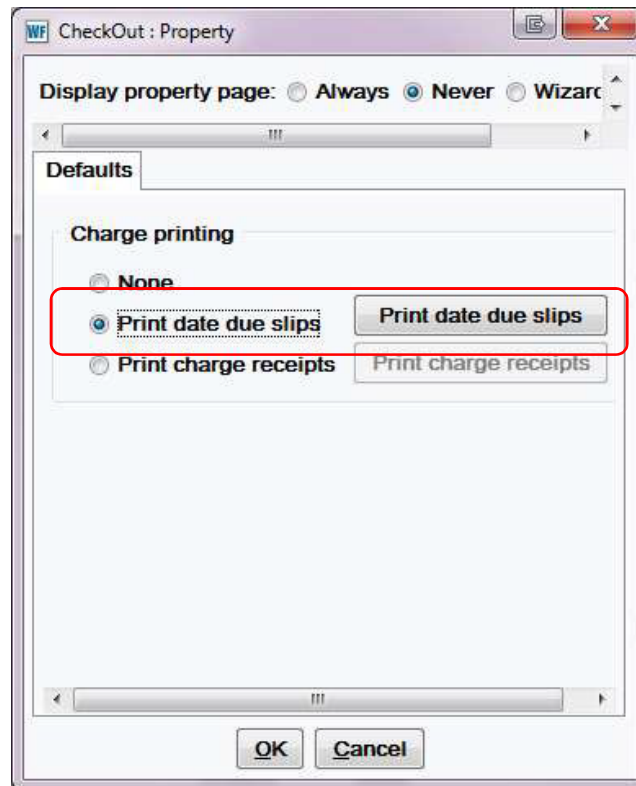 WF CheckOut : Property
Display property page: Always Never Wizard
Defaults
Charge printing
None
Print date due slips Print date due slips
Print charge receipts Print charge receipts
OK Cancel